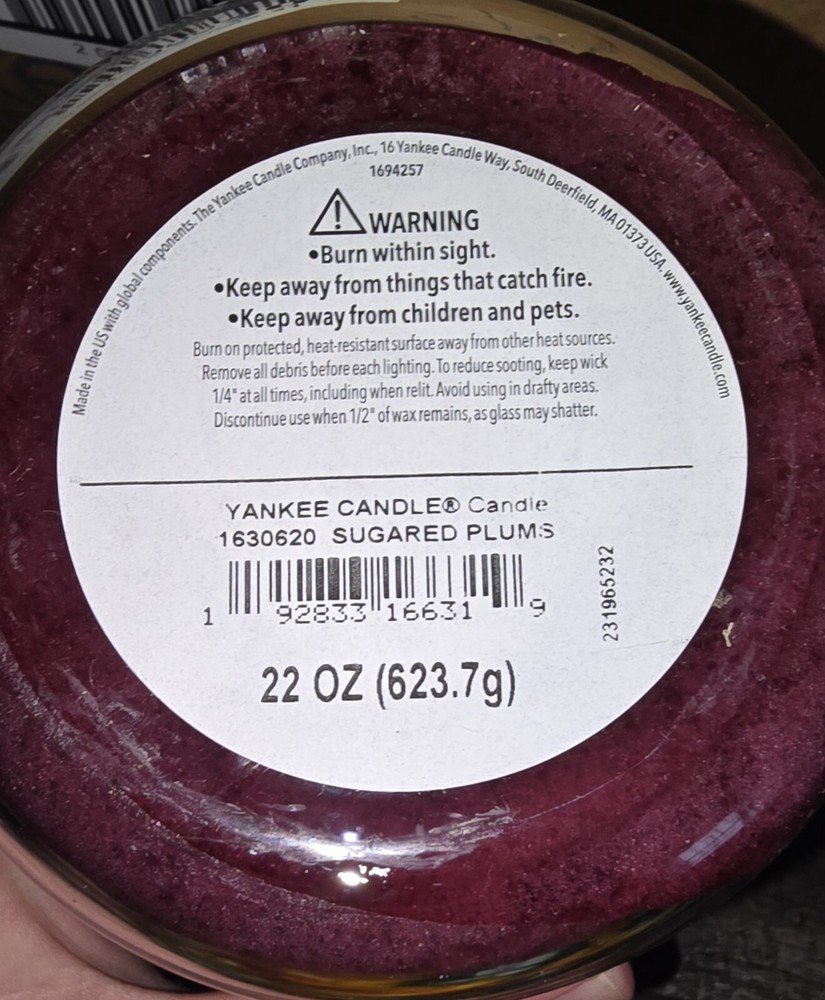 Made in the US with global components. The Yankee Candle Company, Inc., 16 Yankee Candle Way, South Deerfield, MA 01373 USA. www.yankeecandle.com
1694257
WARNING
•Burn within sight.
•Keep away from things that catch fire.
•Keep away from children and pets.
Burn on protected, heat-resistant surface away from other heat sources.
Remove all debris before each lighting. To reduce sooting, keep wick
1/4" at all times, including when relit. Avoid using in drafty areas.
Discontinue use when 1/2" of wax remains, as glass may shatter.
YANKEE CANDLE® Candle
1630620 SUGARED PLUMS
1 92833 16631 9
231965232
22 OZ (623.7g)